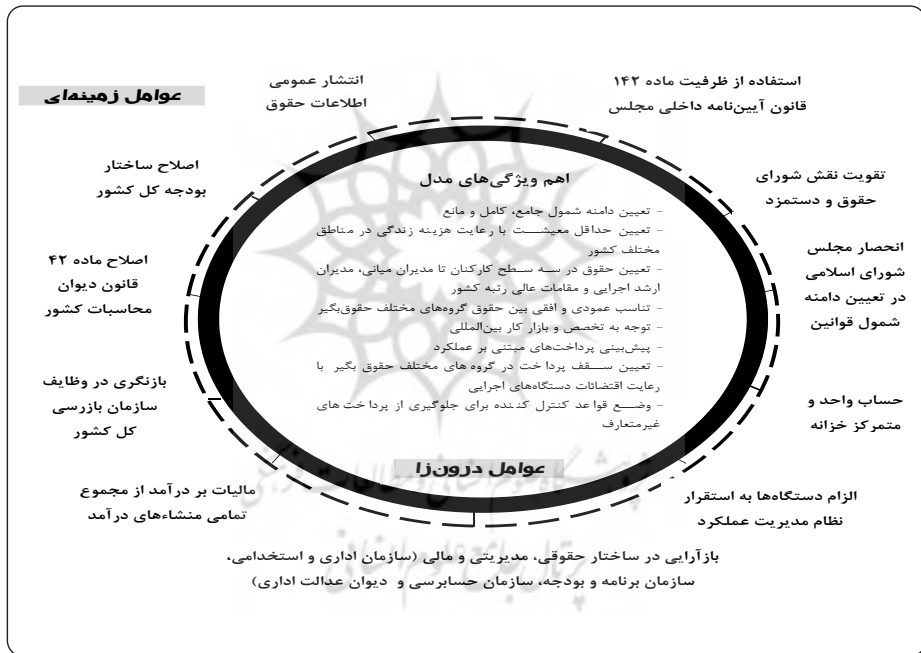 عوامل زمینه‌ای
انتشار عمومی
اطلاعات حقوق
استفاده از ظرفیت ماده ۱۴۲
قانون آیین‌نامه داخلی مجلس
تقویت نقش شورای
حقوق و دستمزد
انحصار مجلس
شورای اسلامی
در تعیین دامنه
شمول قوانین
حساب واحد و
متمرکز خزانه
الزام دستگاه‌ها به استقرار
نظام مدیریت عملکرد
بازآرایی در ساختار حقوقی، مدیریتی و مالی (سازمان اداری و استخدامی،
سازمان برنامه و بودجه، سازمان حسابرسی و دیوان عدالت اداری)
مالیات بر درآمد از مجموع
تمامی منشاءهای درآمد
بازنگری در وظایف
سازمان بازرسی
کل کشور
اصلاح ماده ۴۲
قانون دیوان
محاسبات کشور
اصلاح ساختار
بودجه کل کشور
اهم ویژگی‌های مدل
- تعیین دامنه شمول جامع، کامل و مانع
- تعیین حداقل معیشت با رعایت هزینه زندگی در مناطق
مختلف کشور
- تعیین حقوق در سه سطح کارکنان تا مدیران میانی، مدیران
ارشد اجرایی و مقامات عالی رتبه کشور
- تناسب عمودی و افقی بین حقوق گروه‌های مختلف حقوق‌بگیر
- توجه به تخصص و بازار کار بین‌المللی
- پیش‌بینی پرداخت‌های مبتنی بر عملکرد
- تعیین سقف پرداخت در گروه های مختلف حقوق بگیر با
رعایت اقتضائات دستگاه‌های اجرایی
- وضع قواعد کنترل کننده برای جلوگیری از پرداخت های
غیرمتعارف
عوامل درون‌زا
پژوهشگاه علوم انسانی و مطالعات فرهنگی
پرتال جامع علوم انسانی